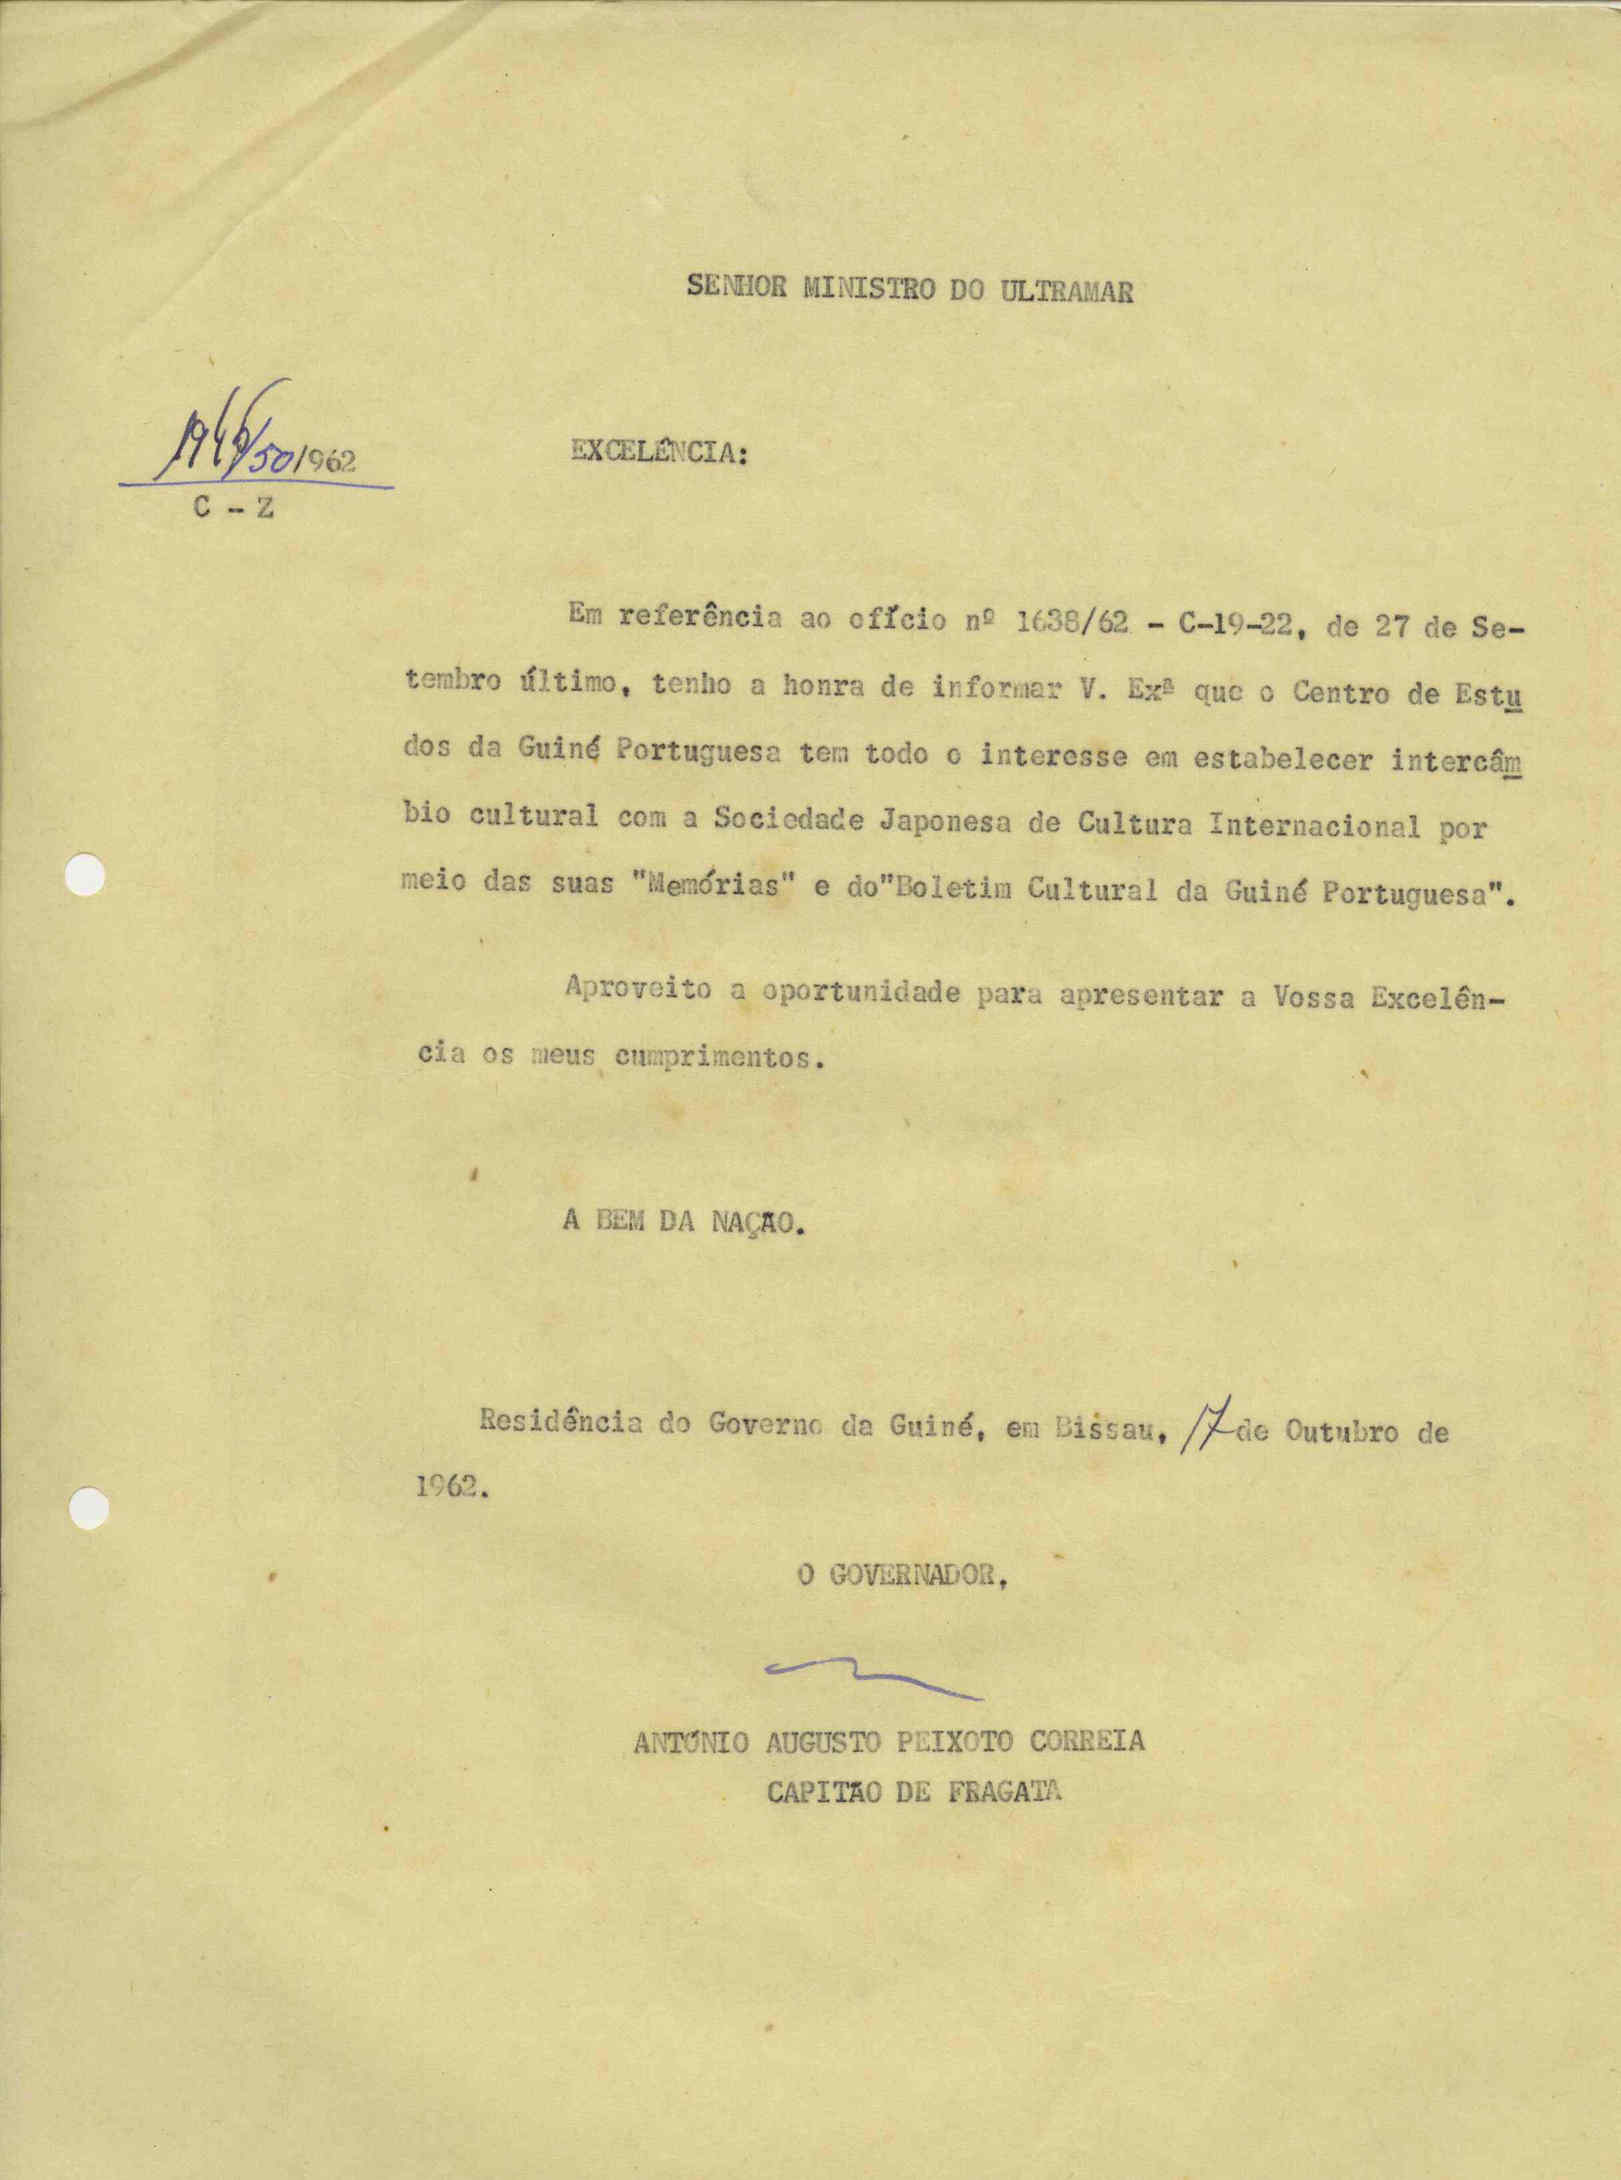 SENHOR MINISTRO DO ULTRAMAR
/50/962
C - Z
EXCELÊNCIA:
Em referência ao ofício nº 1638/62 - C-19-22, de 27 de Se-
tembro último, tenho a honra de informar V. Exª que o Centro de Estu
dos da Guiné Portuguesa tem todo o interesse em estabelecer intercâm
bio cultural com a Sociedade Japonesa de Cultura Internacional por
meio das suas "Memórias" e do"Boletim Cultural da Guiné Portuguesa".
Aproveito a oportunidade para apresentar a Vossa Excelên-
cia os meus cumprimentos.
A BEM DA NAÇÃO.
Residência do Governo da Guiné, em Bissau, 17 de Outubro de
1962.
O GOVERNADOR,
ANTÓNIO AUGUSTO PEIXOTO CORREIA
CAPITÃO DE FRAGATA